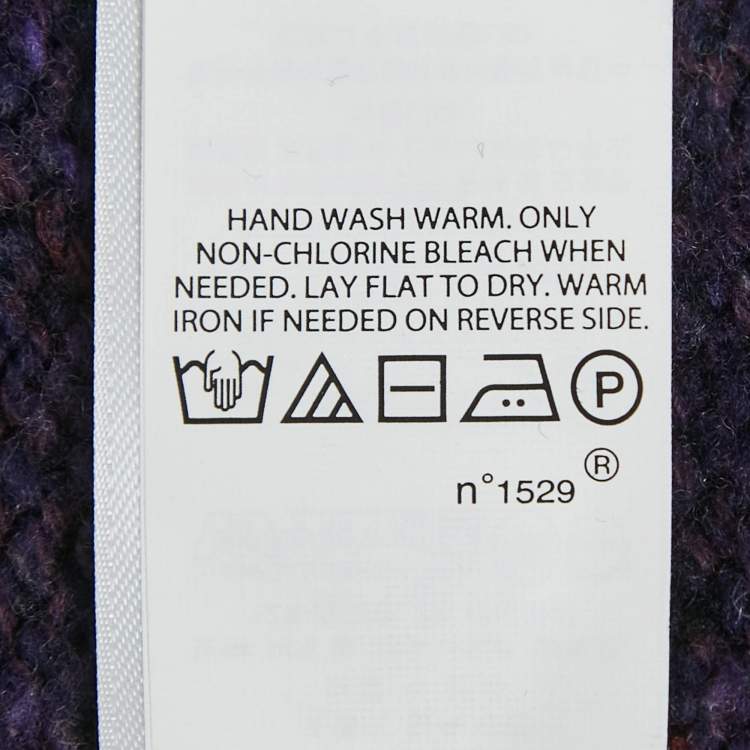 HAND WASH WARM. ONLY
NON-CHLORINE BLEACH WHEN
NEEDED. LAY FLAT TO DRY. WARM
IRON IF NEEDED ON REVERSE SIDE.
P
n°1529 ®